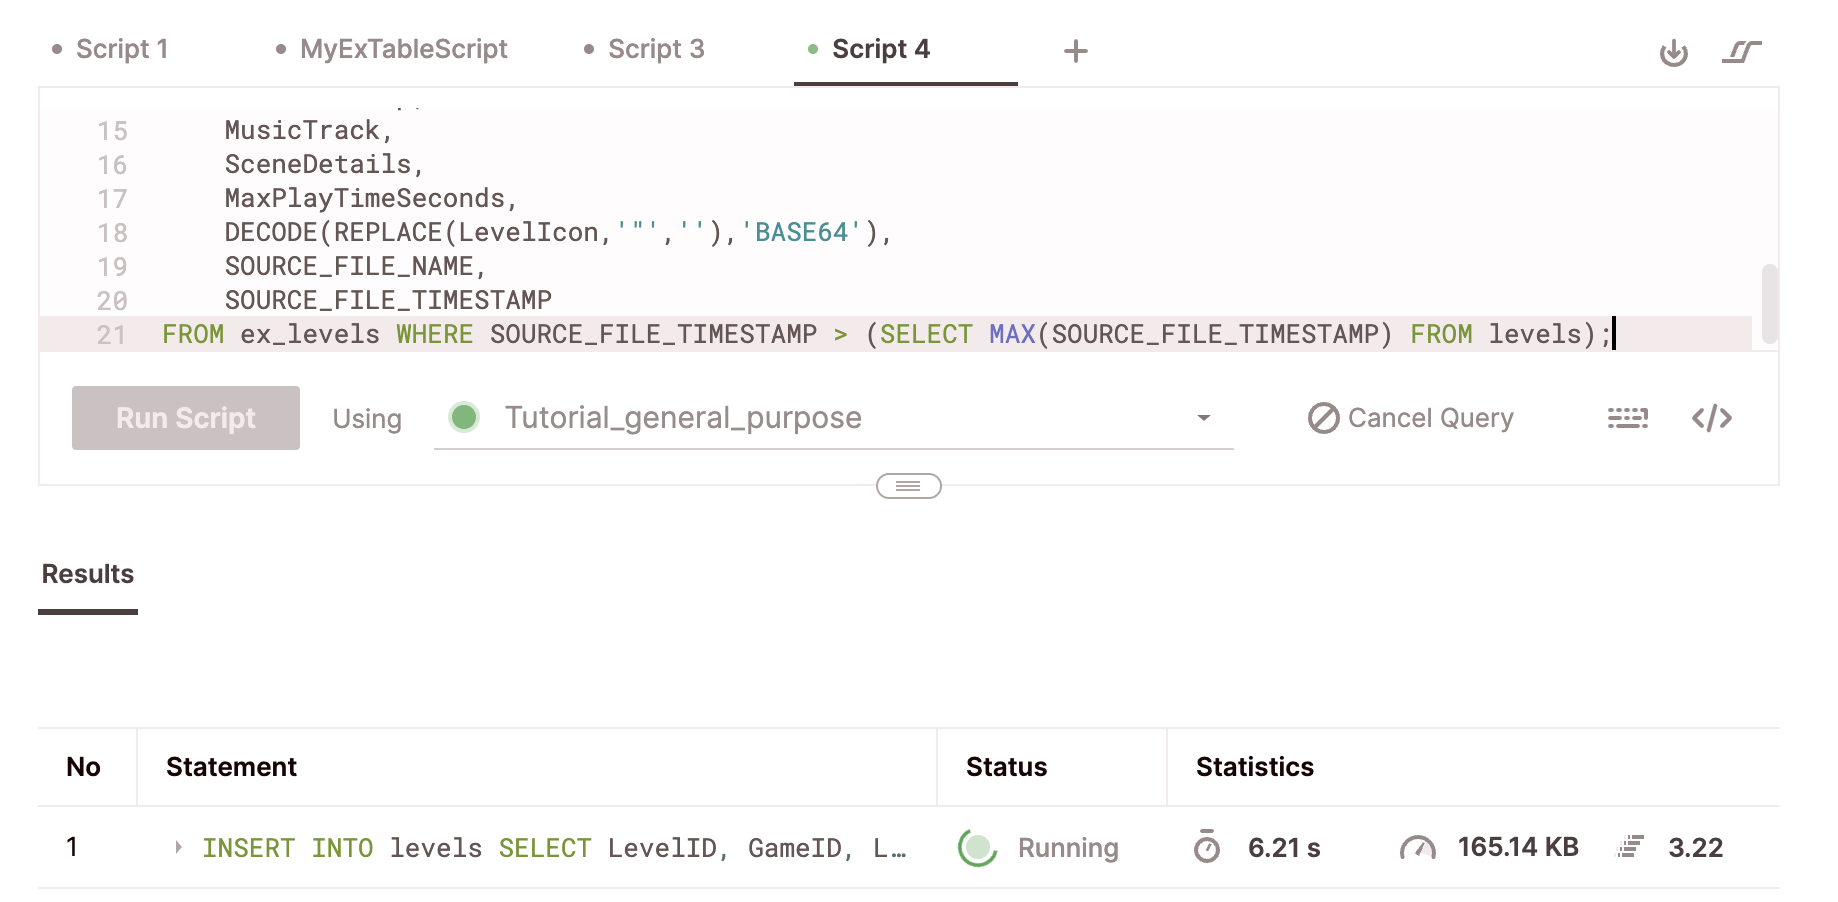 Script 1 MyExTableScript Script 3 Script 4 +
15 MusicTrack,
16 SceneDetails,
17 MaxPlayTimeSeconds,
18 DECODE(REPLACE(LevelIcon,'"',''),'BASE64'),
19 SOURCE_FILE_NAME,
20 SOURCE_FILE_TIMESTAMP
21 FROM ex_levels WHERE SOURCE_FILE_TIMESTAMP > (SELECT MAX(SOURCE_FILE_TIMESTAMP) FROM levels);
Run Script Using Tutorial_general_purpose Cancel Query </>
Results
No Statement Status Statistics
1 INSERT INTO levels SELECT LevelID, GameID, L… Running 6.21 s 165.14 KB 3.22